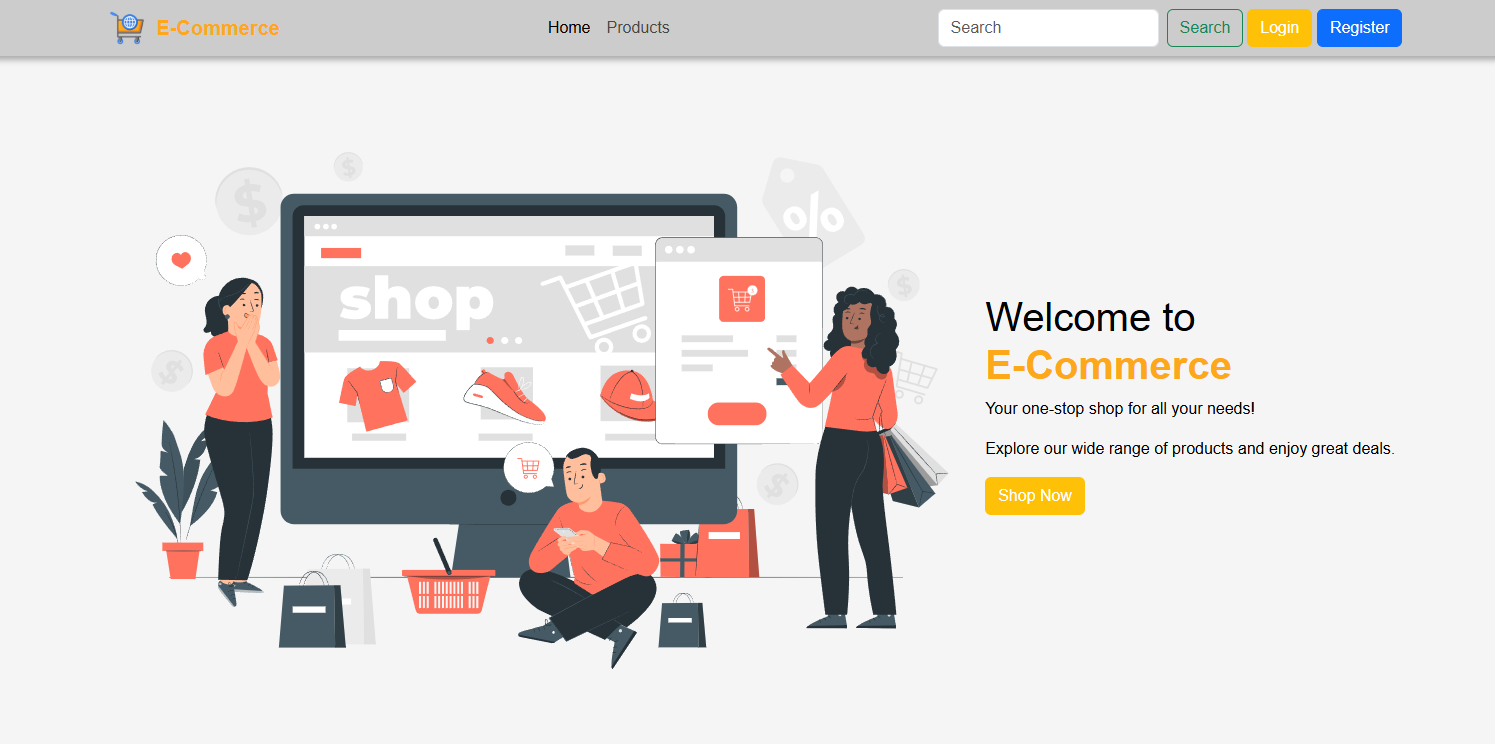 E-Commerce
Home
Products
Search
Search
Login
Register
$
$
%
shop
$
1
$
$
Welcome to
E-Commerce
Your one-stop shop for all your needs!
Explore our wide range of products and enjoy great deals.
Shop Now